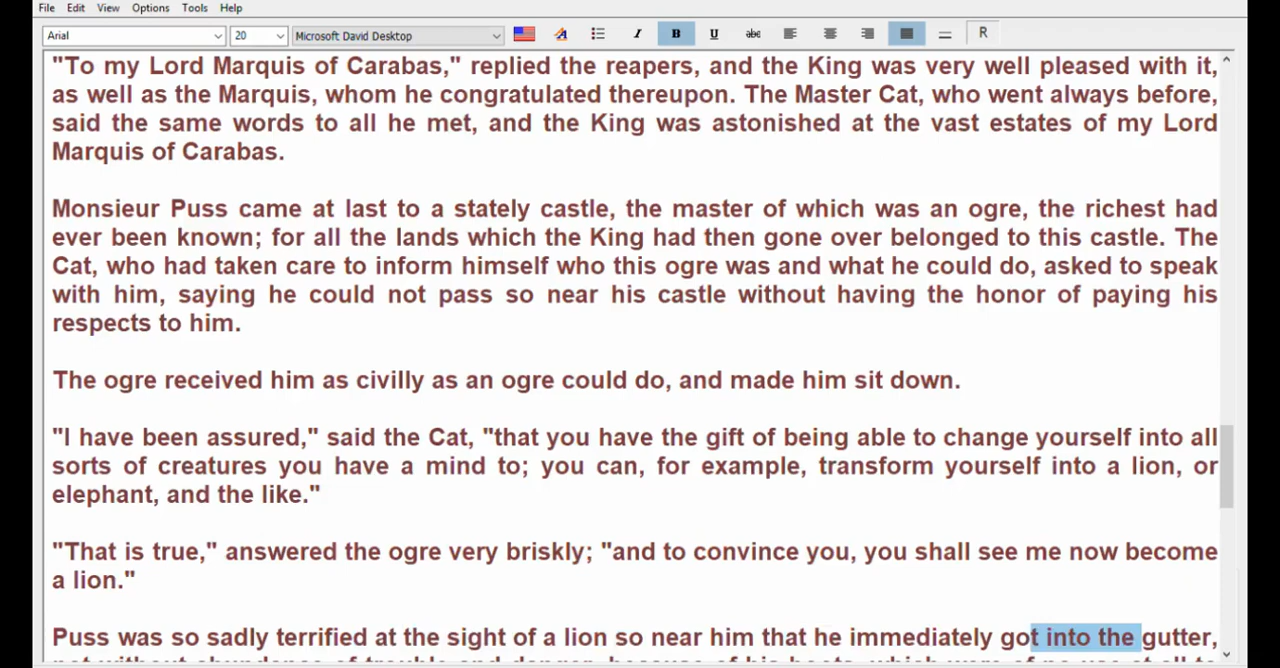 File Edit View Options Tools Help
Arial 20 Microsoft David Desktop I B U abc R
"To my Lord Marquis of Carabas," replied the reapers, and the King was very well pleased with it,
as well as the Marquis, whom he congratulated thereupon. The Master Cat, who went always before,
said the same words to all he met, and the King was astonished at the vast estates of my Lord
Marquis of Carabas.
Monsieur Puss came at last to a stately castle, the master of which was an ogre, the richest had
ever been known; for all the lands which the King had then gone over belonged to this castle. The
Cat, who had taken care to inform himself who this ogre was and what he could do, asked to speak
with him, saying he could not pass so near his castle without having the honor of paying his
respects to him.
The ogre received him as civilly as an ogre could do, and made him sit down.
"I have been assured," said the Cat, "that you have the gift of being able to change yourself into all
sorts of creatures you have a mind to; you can, for example, transform yourself into a lion, or
elephant, and the like."
"That is true," answered the ogre very briskly; "and to convince you, you shall see me now become
a lion."
Puss was so sadly terrified at the sight of a lion so near him that he immediately got into the gutter,